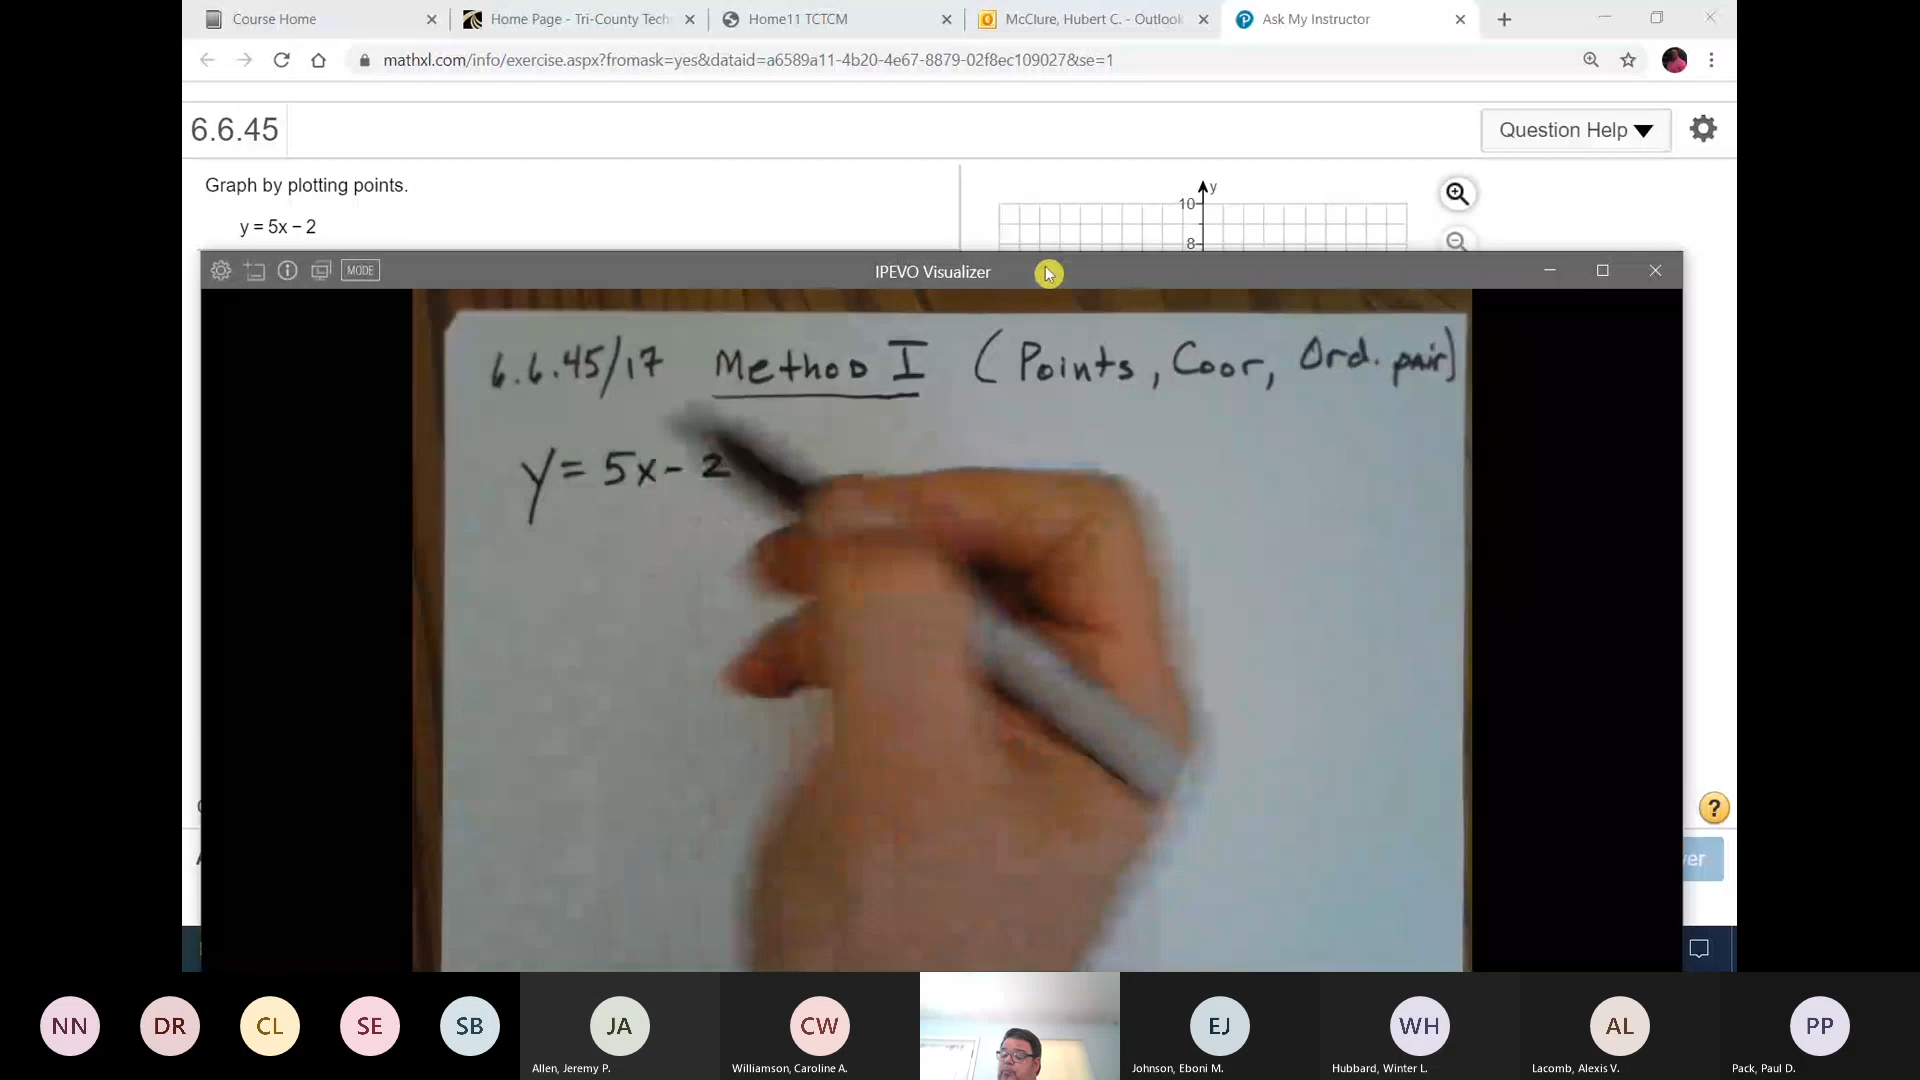 Course Home
Home Page - Tri-County Tech
Home11 TCTCM
McClure, Hubert C. - Outlook
Ask My Instructor
mathxl.com/info/exercise.aspx?fromask=yes&dataid=a6589a11-4b20-4e67-8879-02f8ec109027&se=1
6.6.45
Question Help
Graph by plotting points.
y = 5x − 2
y
10
8
MODE
IPEVO Visualizer
6.6.45/17 Method I (Points, Coor, Ord. pair)
y = 5x - 2
?
NN
DR
CL
SE
SB
JA
CW
EJ
WH
AL
PP
Allen, Jeremy P.
Williamson, Caroline A.
Johnson, Eboni M.
Hubbard, Winter L.
Lacomb, Alexis V.
Pack, Paul D.